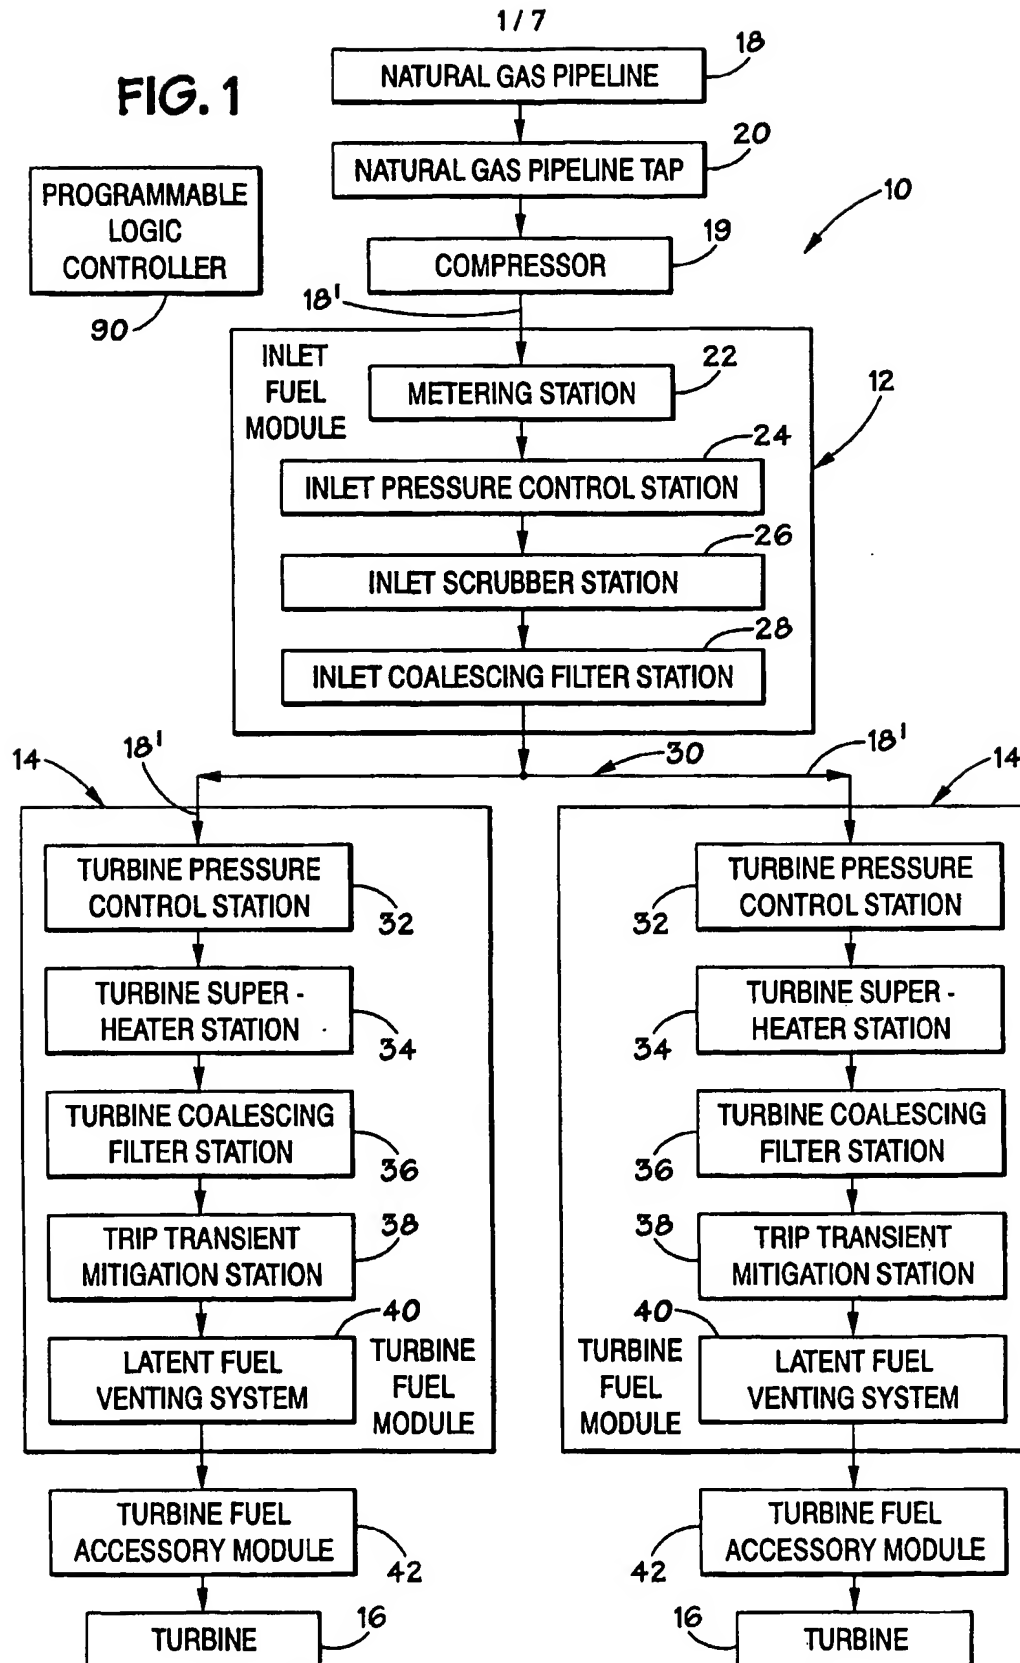 1/7
FIG. 1
NATURAL GAS PIPELINE
18
NATURAL GAS PIPELINE TAP
20
PROGRAMMABLE
LOGIC
CONTROLLER
90
10
COMPRESSOR
19
18'
INLET
FUEL
MODULE
METERING STATION
22
12
INLET PRESSURE CONTROL STATION
24
INLET SCRUBBER STATION
26
INLET COALESCING FILTER STATION
28
14
18'
30
18'
14
TURBINE PRESSURE
CONTROL STATION
32
TURBINE SUPER -
HEATER STATION
34
TURBINE COALESCING
FILTER STATION
36
TRIP TRANSIENT
MITIGATION STATION
38
LATENT FUEL
VENTING SYSTEM
40
TURBINE
FUEL
MODULE
TURBINE FUEL
ACCESSORY MODULE
42
TURBINE
16
TURBINE PRESSURE
CONTROL STATION
32
TURBINE SUPER -
HEATER STATION
34
TURBINE COALESCING
FILTER STATION
36
TRIP TRANSIENT
MITIGATION STATION
38
LATENT FUEL
VENTING SYSTEM
40
TURBINE
FUEL
MODULE
TURBINE FUEL
ACCESSORY MODULE
42
TURBINE
16